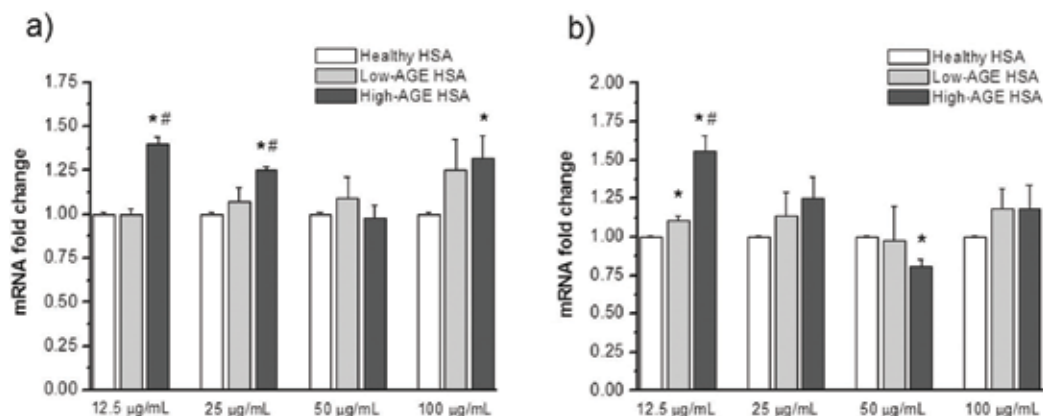 a)
Healthy HSA
Low-AGE HSA
High-AGE HSA
mRNA fold change
1.75
1.50
1.25
1.00
0.75
0.50
0.25
0.00
*#
*#
*
12.5 µg/mL 25 µg/mL 50 µg/mL 100 µg/mL
b)
Healthy HSA
Low-AGE HSA
High-AGE HSA
mRNA fold change
2.00
1.75
1.50
1.25
1.00
0.75
0.50
0.25
0.00
*
*#
*
12.5 µg/mL 25 µg/mL 50 µg/mL 100 µg/mL